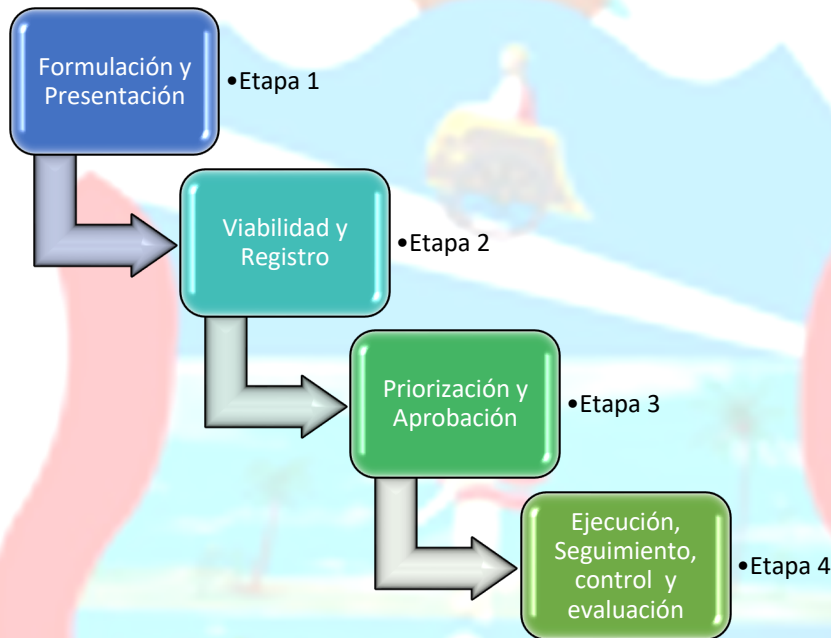 Formulación y
Presentación
•Etapa 1
Viabilidad y
Registro
•Etapa 2
Priorización y
Aprobación
•Etapa 3
Ejecución,
Seguimiento,
control y
evaluación
•Etapa 4